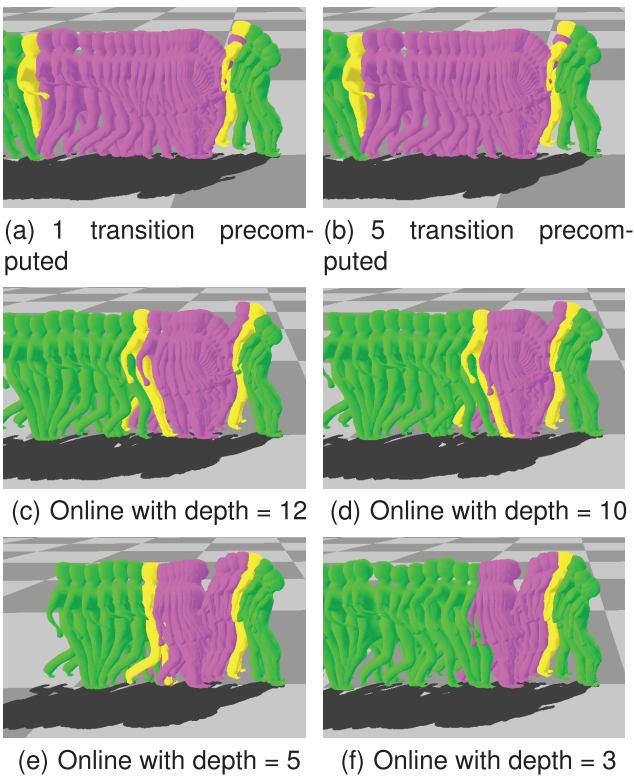 (a) 1 transition precom-
puted
(b) 5 transition precom-
puted
(c) Online with depth = 12
(d) Online with depth = 10
(e) Online with depth = 5
(f) Online with depth = 3